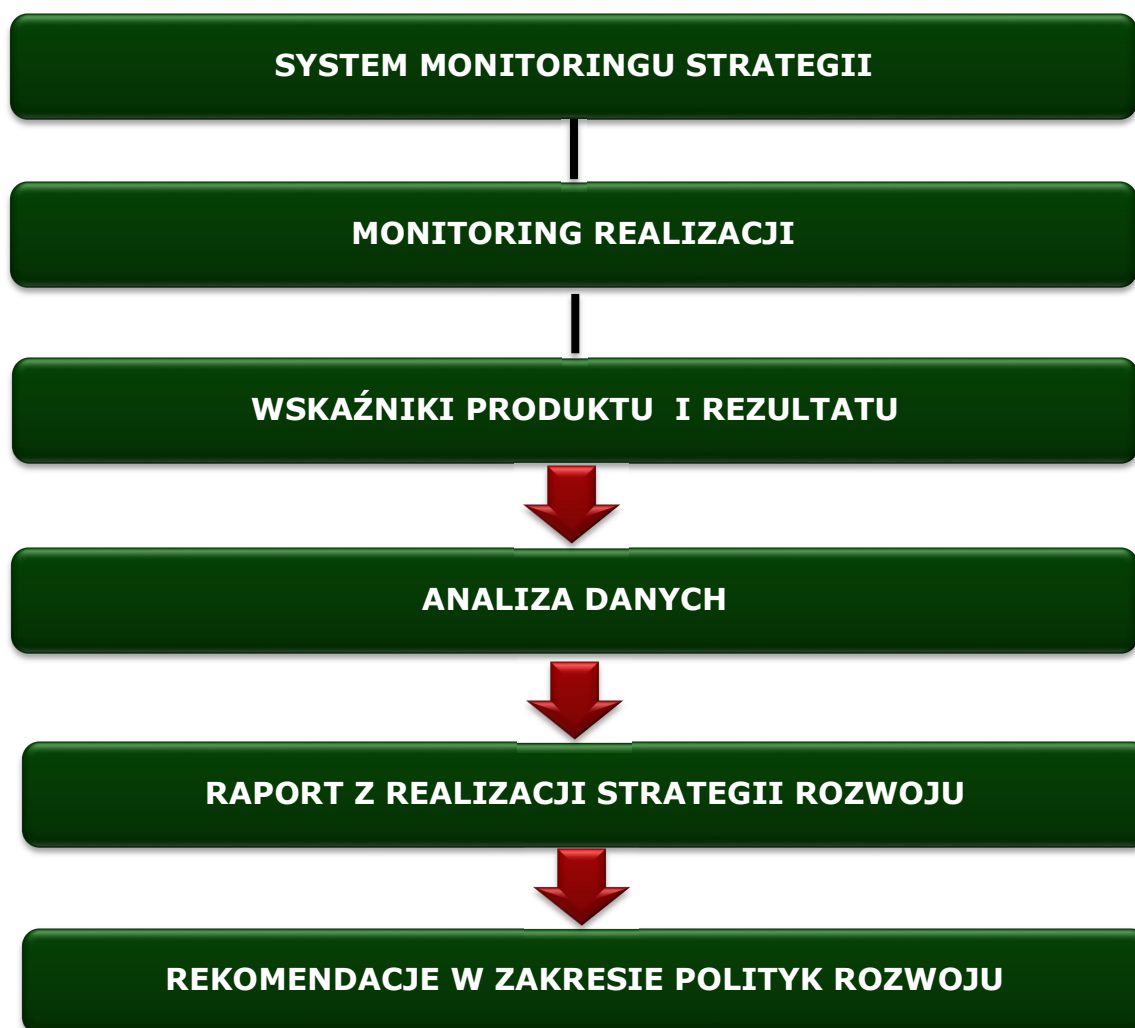 SYSTEM MONITORINGU STRATEGII
MONITORING REALIZACJI
WSKAŹNIKI PRODUKTU  I REZULTATU
ANALIZA DANYCH
RAPORT Z REALIZACJI STRATEGII ROZWOJU
REKOMENDACJE W ZAKRESIE POLITYK ROZWOJU